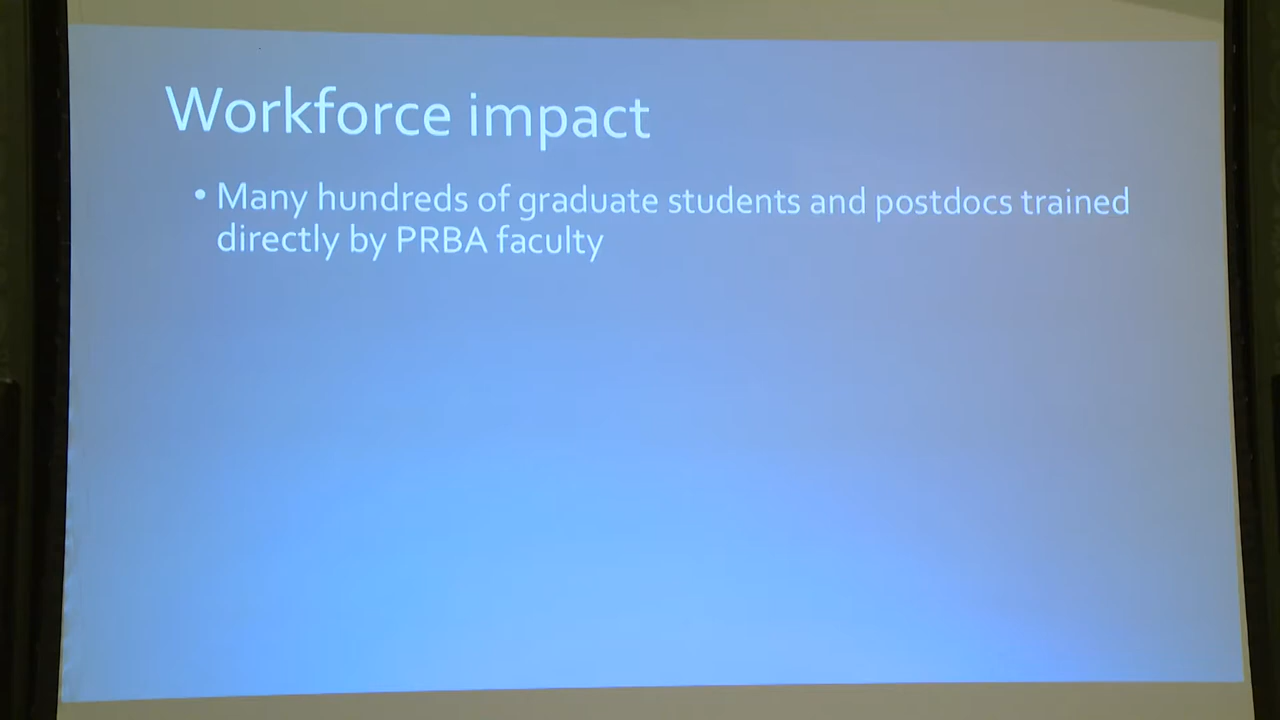 Workforce impact
• Many hundreds of graduate students and postdocs trained
directly by PRBA faculty